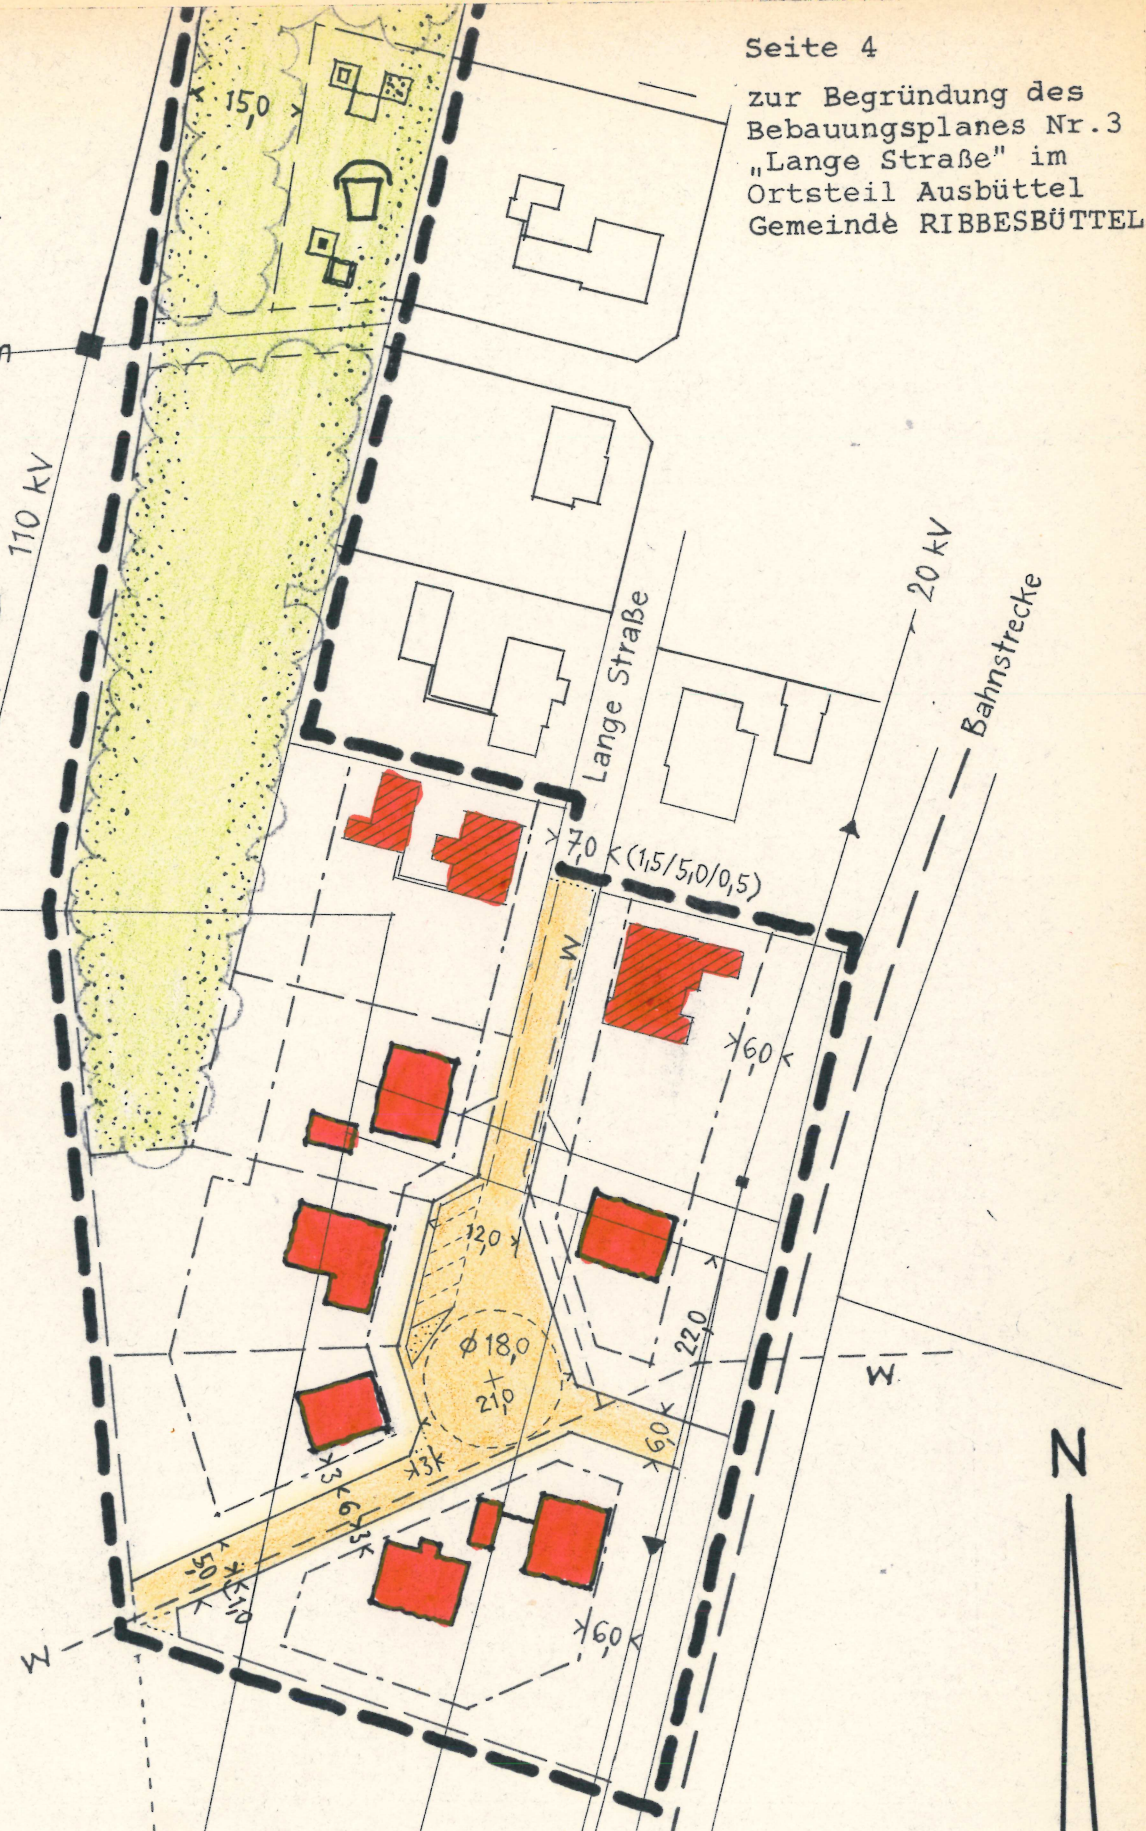 Seite 4
zur Begründung des
Bebauungsplanes Nr.3
„Lange Straße" im
Ortsteil Ausbüttel
Gemeinde RIBBESBÜTTEL
15,0
110 kV
20 kV
Bahnstrecke
Lange Straße
7,0 (1,5/5,0/0,5)
W
6,0
12,0
22,0
Ø 18,0
21,0
W
6,0
3
3
6
3
5,0
1,0
6,0
W
N